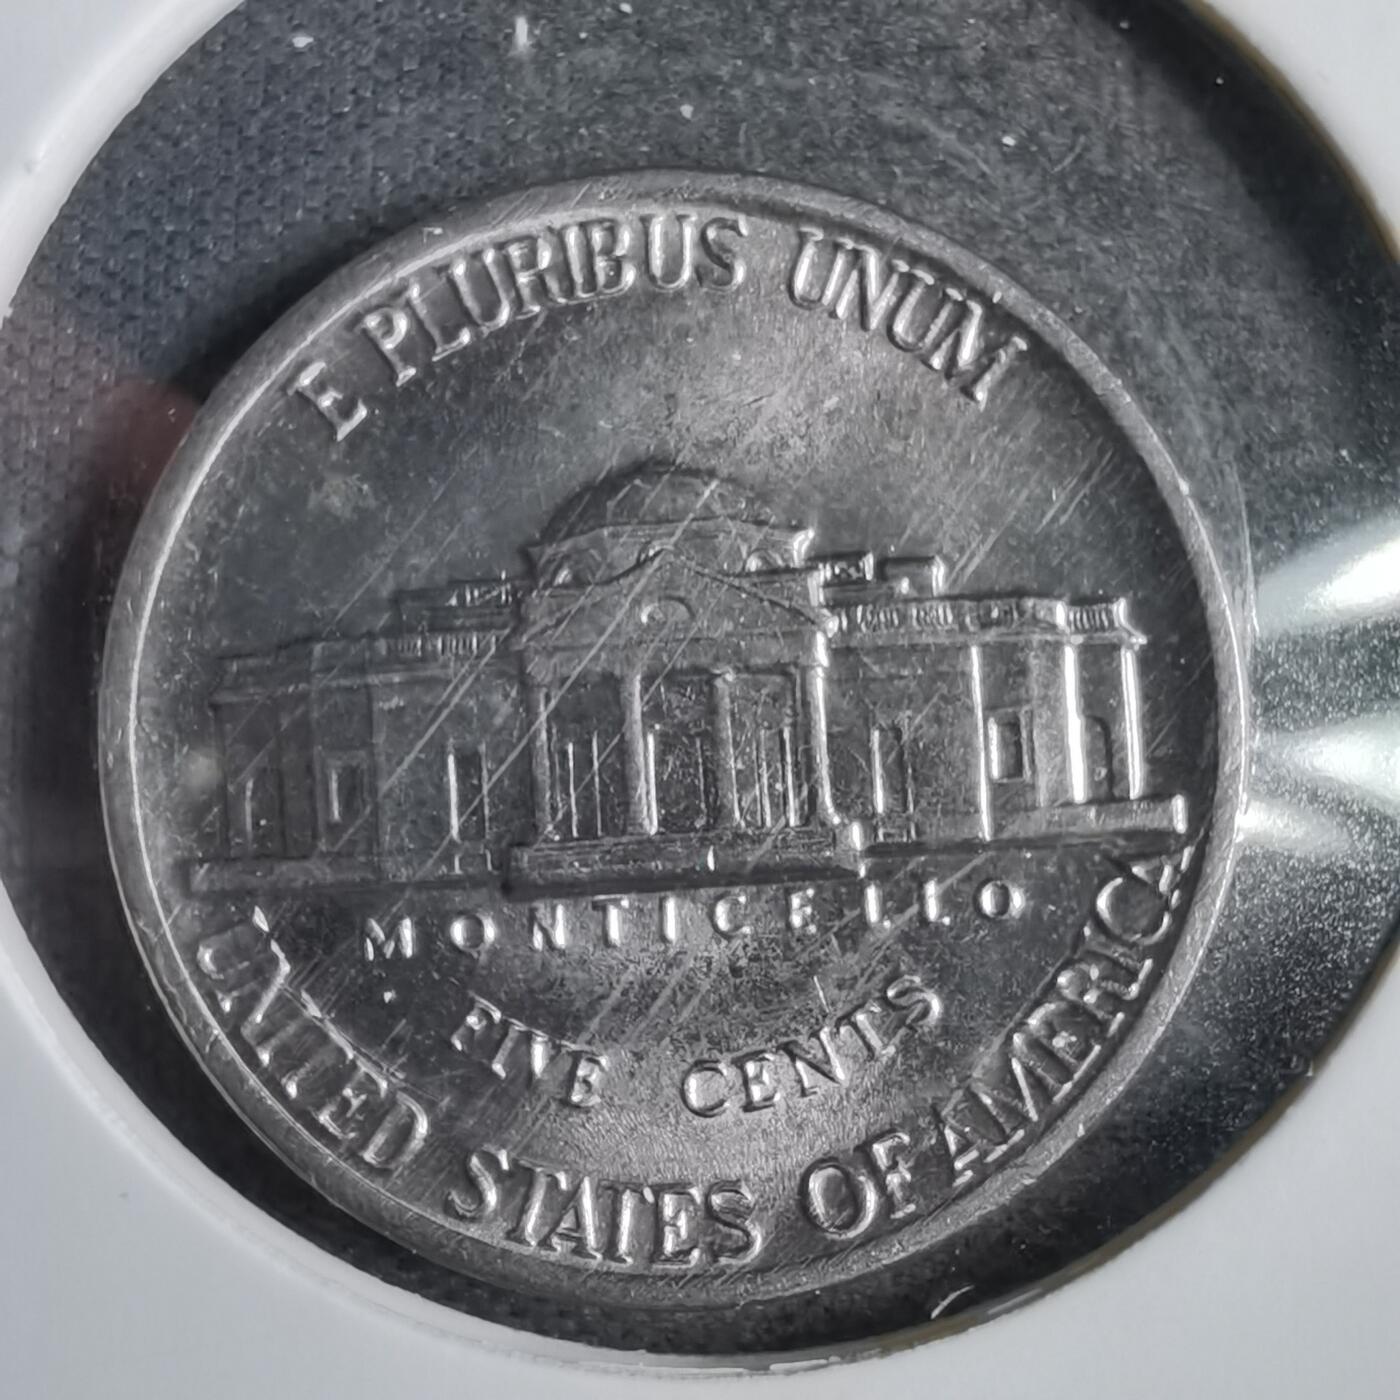 E PLURIBUS UNUM
MONTICELLO
FIVE CENTS
UNITED STATES OF AMERICA